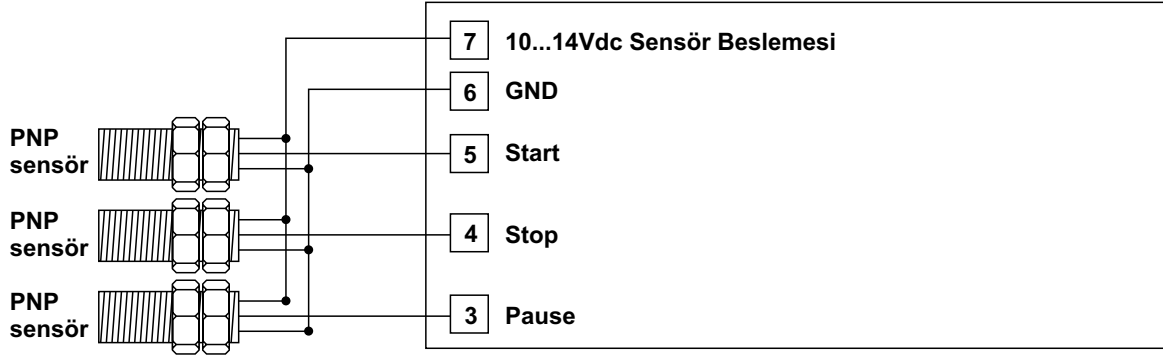 7 10...14Vdc Sensör Beslemesi
6 GND
PNP
sensör
5 Start
PNP
sensör
4 Stop
PNP
sensör
3 Pause